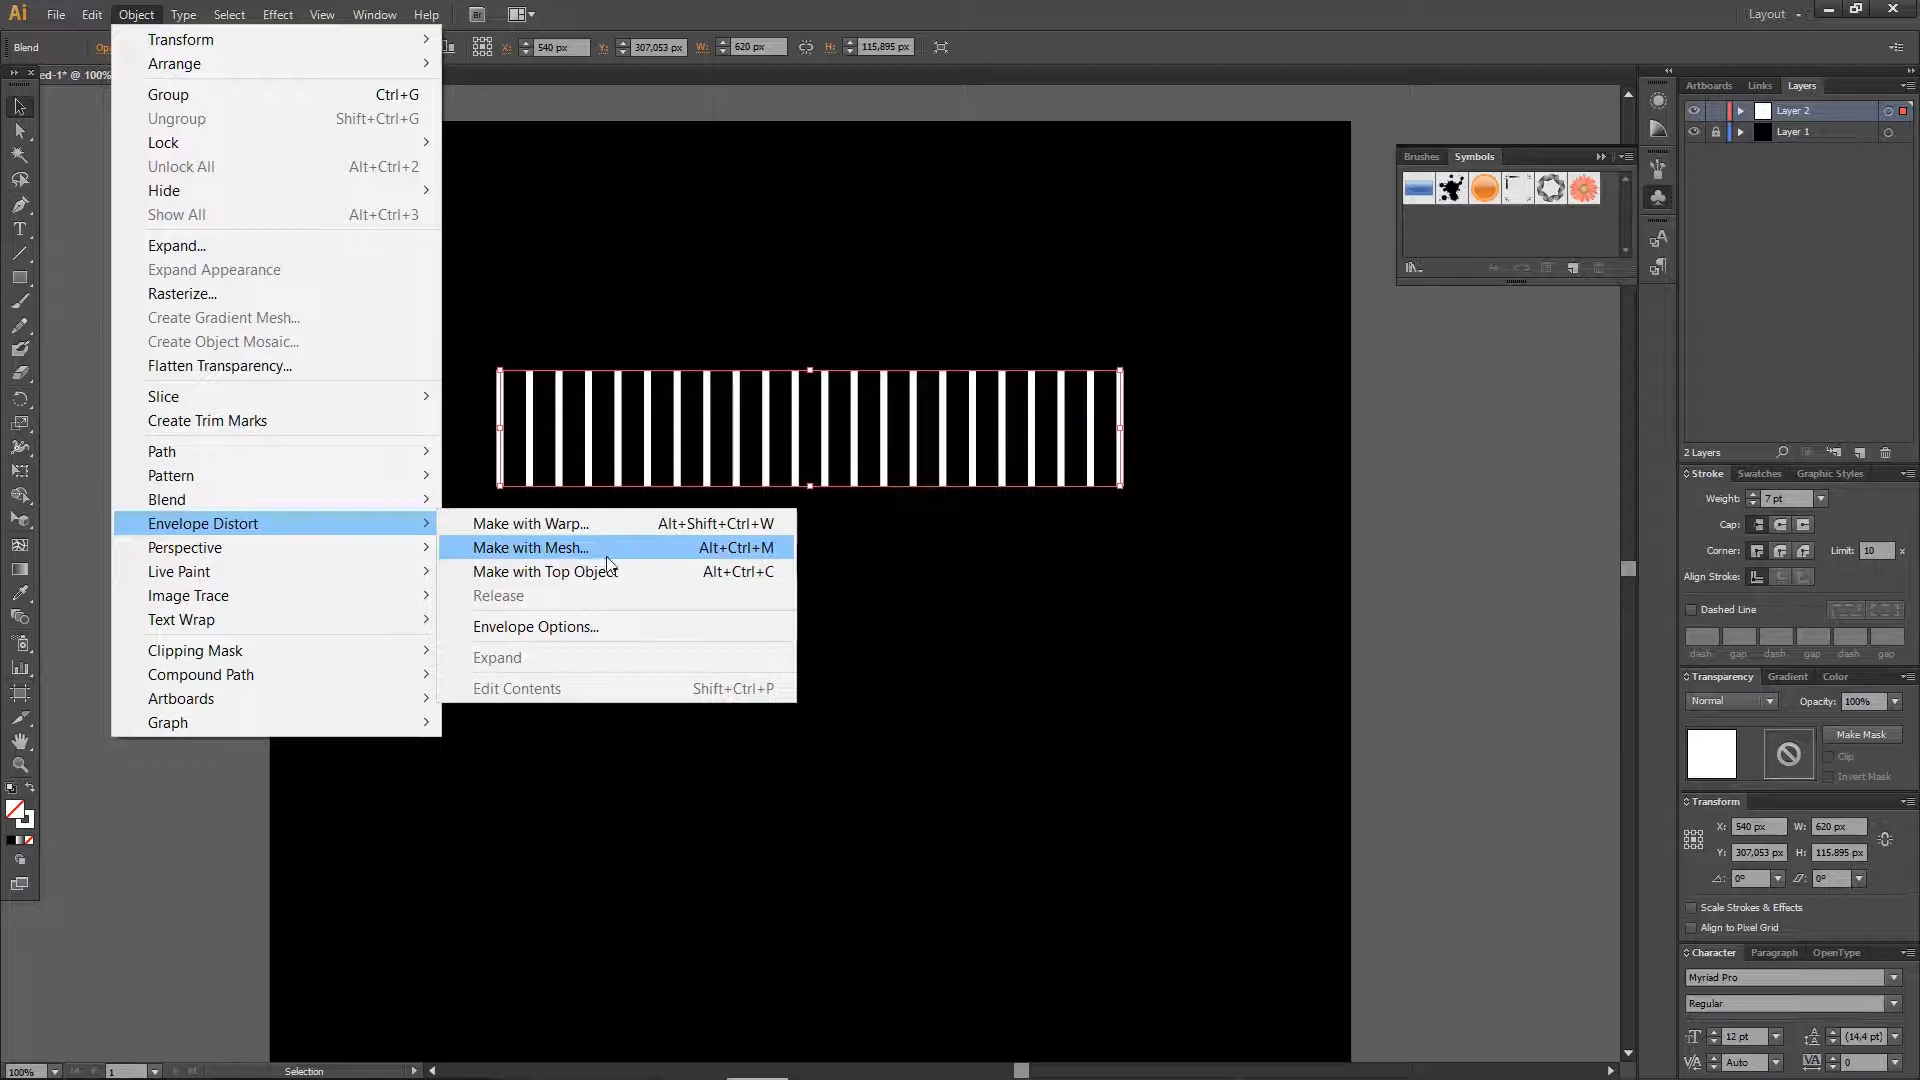 Ai File Edit Object Type Select Effect View Window Help Br Layout
Blend X: 540 px Y: 307,053 px W: 620 px H: 115,895 px
ed-1* @ 100%
Transform
Arrange
Group Ctrl+G
Ungroup Shift+Ctrl+G
Lock
Unlock All Alt+Ctrl+2
Hide
Show All Alt+Ctrl+3
Expand...
Expand Appearance
Rasterize...
Create Gradient Mesh...
Create Object Mosaic...
Flatten Transparency...
Slice
Create Trim Marks
Path
Pattern
Blend
Envelope Distort
Perspective
Live Paint
Image Trace
Text Wrap
Clipping Mask
Compound Path
Artboards
Graph
Make with Warp... Alt+Shift+Ctrl+W
Make with Mesh... Alt+Ctrl+M
Make with Top Object Alt+Ctrl+C
Release
Envelope Options...
Expand
Edit Contents Shift+Ctrl+P
Brushes Symbols
Artboards Links Layers
Layer 2
Layer 1
2 Layers
Stroke Swatches Graphic Styles
Weight: 7 pt
Cap:
Corner: Limit: 10 x
Align Stroke:
Dashed Line
dash gap dash gap dash gap
Transparency Gradient Color
Normal Opacity: 100%
Make Mask
Clip
Invert Mask
Transform
X: 540 px W: 620 px
Y: 307,053 px H: 115.895 px
0° 0°
Scale Strokes & Effects
Align to Pixel Grid
Character Paragraph OpenType
Myriad Pro
Regular
12 pt (14,4 pt)
Auto 0
100% 1 Selection